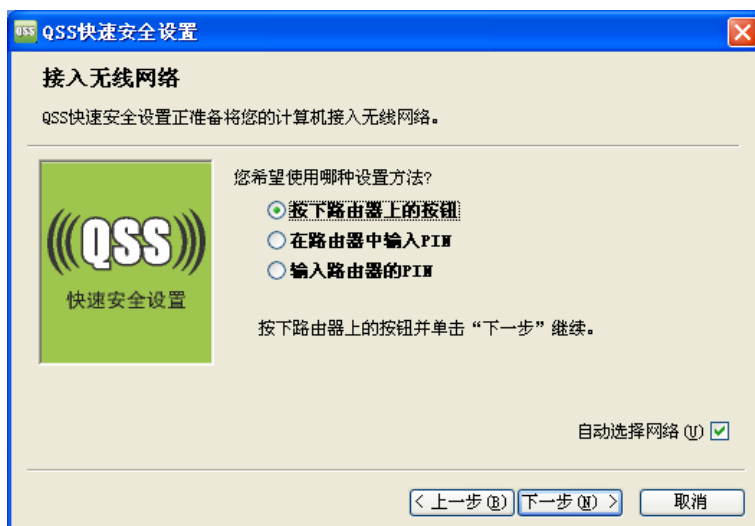 QSS QSS快速安全设置
接入无线网络
QSS快速安全设置正准备将您的计算机接入无线网络。
您希望使用哪种设置方法?
按下路由器上的按钮
在路由器中输入PIN
输入路由器的PIN
QSS
快速安全设置
按下路由器上的按钮并单击“下一步”继续。
自动选择网络(U)
< 上一步(B) 下一步(N) > 取消